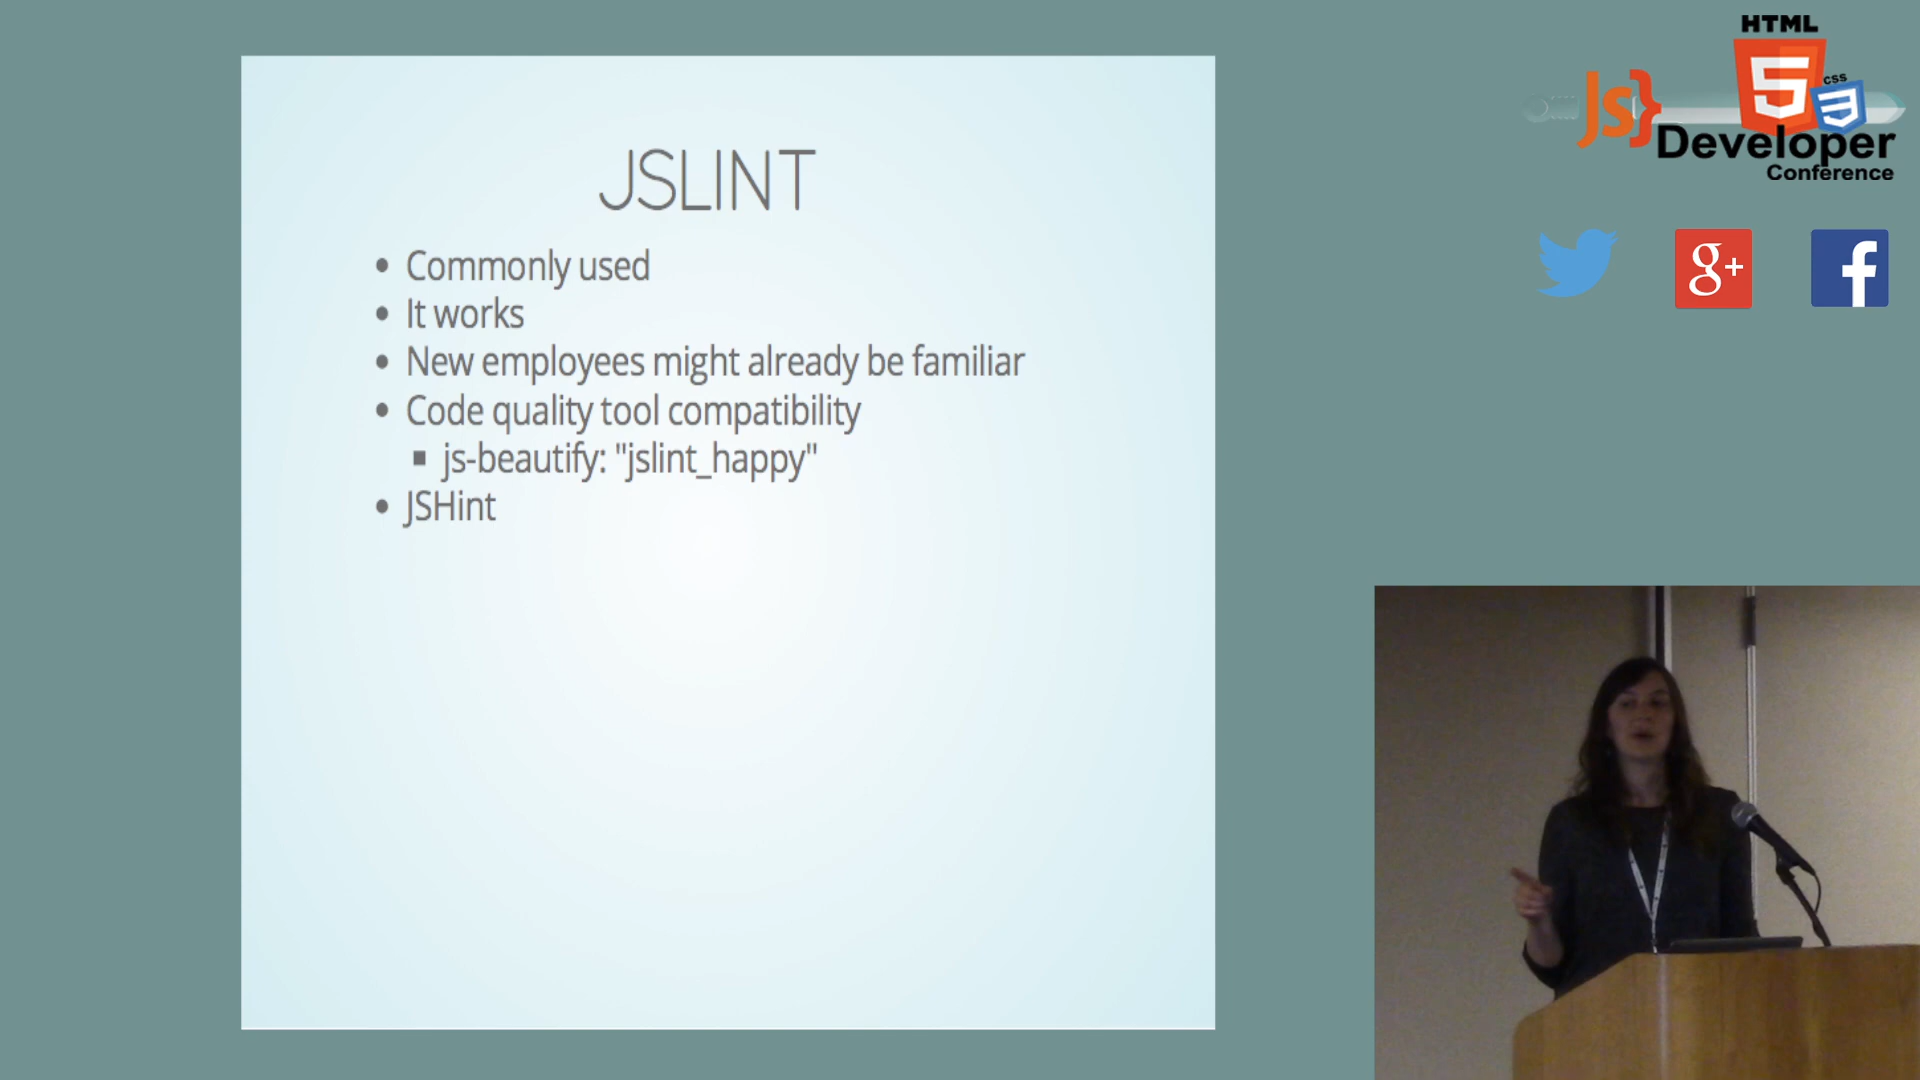 JSLINT
• Commonly used
• It works
• New employees might already be familiar
• Code quality tool compatibility
▪ js-beautify: "jslint_happy"
• JSHint
HTML
5
CSS
3
Js}
Developer
Conference
g+
f